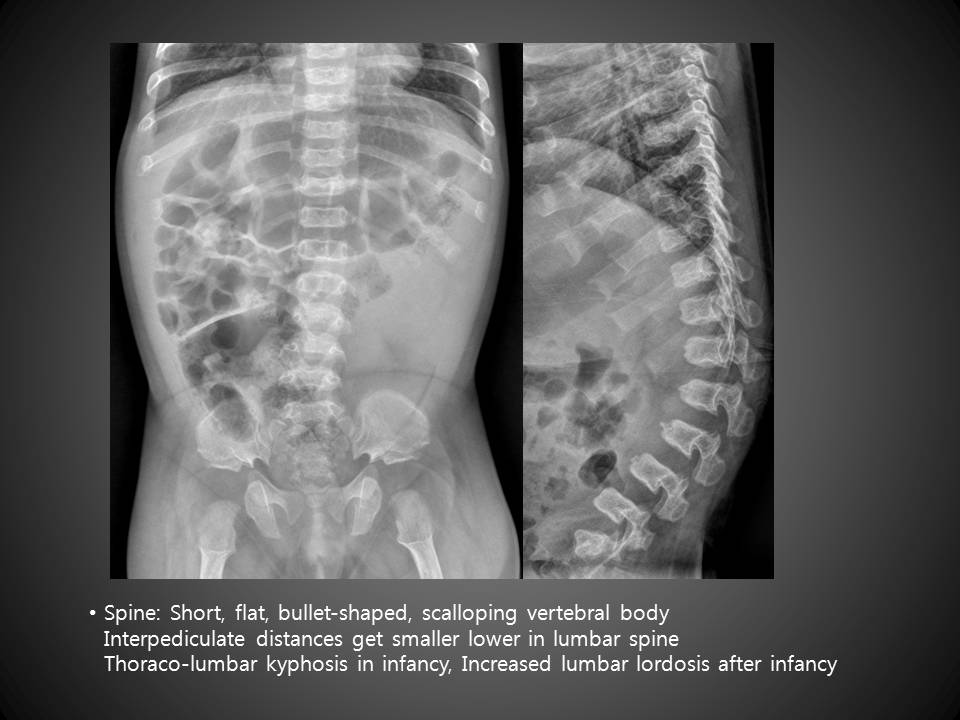 • Spine: Short, flat, bullet-shaped, scalloping vertebral body
Interpediculate distances get smaller lower in lumbar spine
Thoraco-lumbar kyphosis in infancy, Increased lumbar lordosis after infancy